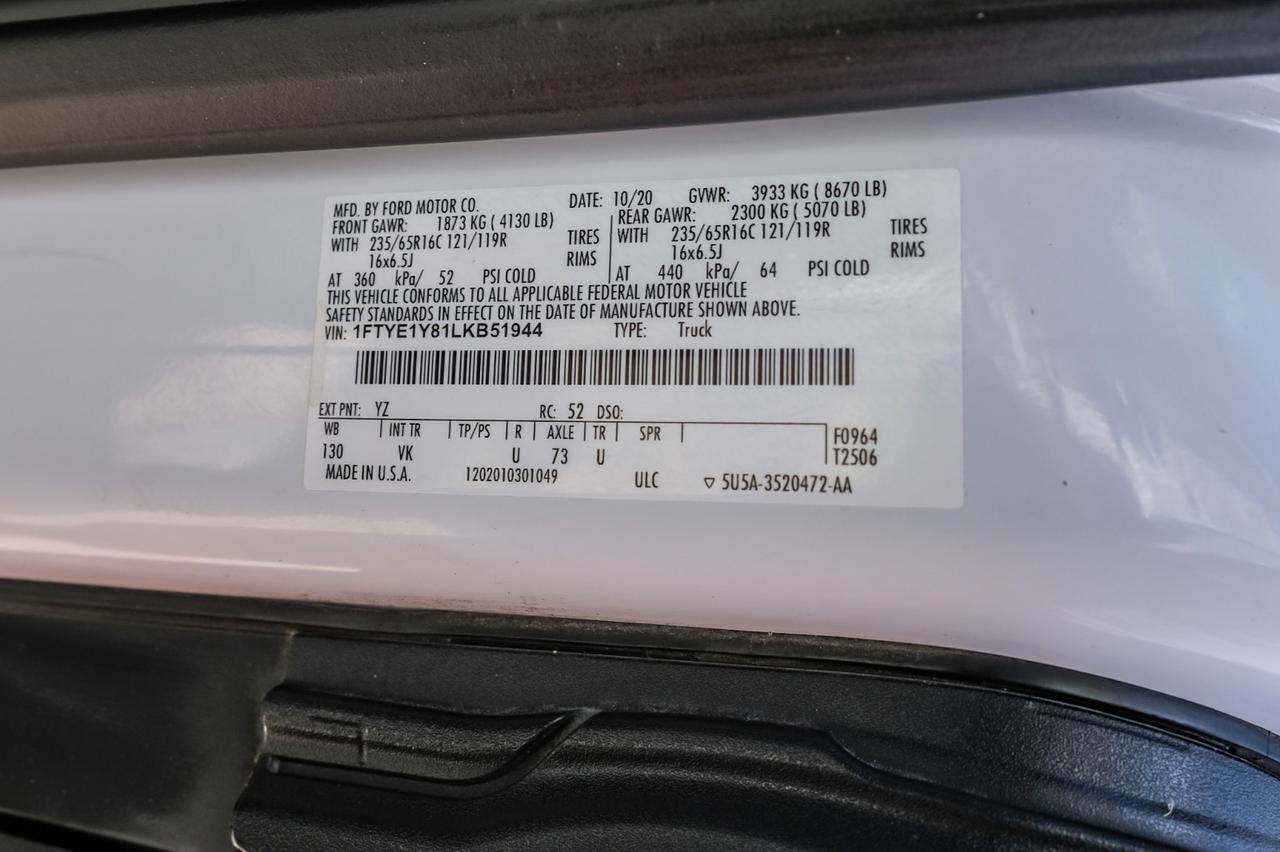 MFD. BY FORD MOTOR CO. DATE: 10/20 GVWR: 3933 KG ( 8670 LB)
FRONT GAWR: 1873 KG ( 4130 LB) REAR GAWR: 2300 KG ( 5070 LB)
WITH 235/65R16C 121/119R TIRES WITH 235/65R16C 121/119R TIRES
16x6.5J RIMS 16x6.5J RIMS
AT 360 kPa/ 52 PSI COLD AT 440 kPa/ 64 PSI COLD
THIS VEHICLE CONFORMS TO ALL APPLICABLE FEDERAL MOTOR VEHICLE
SAFETY STANDARDS IN EFFECT ON THE DATE OF MANUFACTURE SHOWN ABOVE.
VIN: 1FTYE1Y81LKB51944 TYPE: Truck
EXT PNT: YZ RC: 52 DSO:
WB INT TR TP/PS R AXLE TR SPR F0964
130 VK U 73 U T2506
MADE IN U.S.A. 1202010301049 ULC ▽ 5U5A-3520472-AA